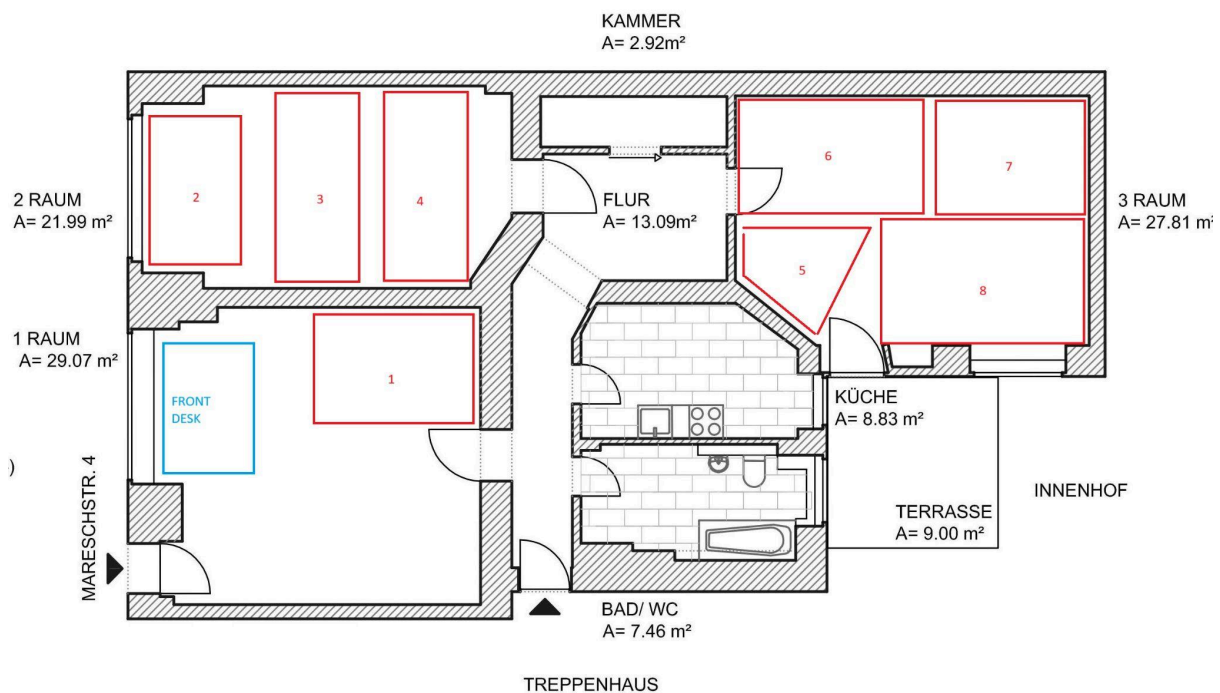 KAMMER
A= 2.92m²
2 RAUM
A= 21.99 m²
2
3
4
FLUR
A= 13.09m²
6
7
3 RAUM
A= 27.81 m²
5
8
1 RAUM
A= 29.07 m²
1
FRONT
DESK
KÜCHE
A= 8.83 m²
)
MARESCHSTR. 4
INNENHOF
TERRASSE
A= 9.00 m²
BAD/ WC
A= 7.46 m²
TREPPENHAUS